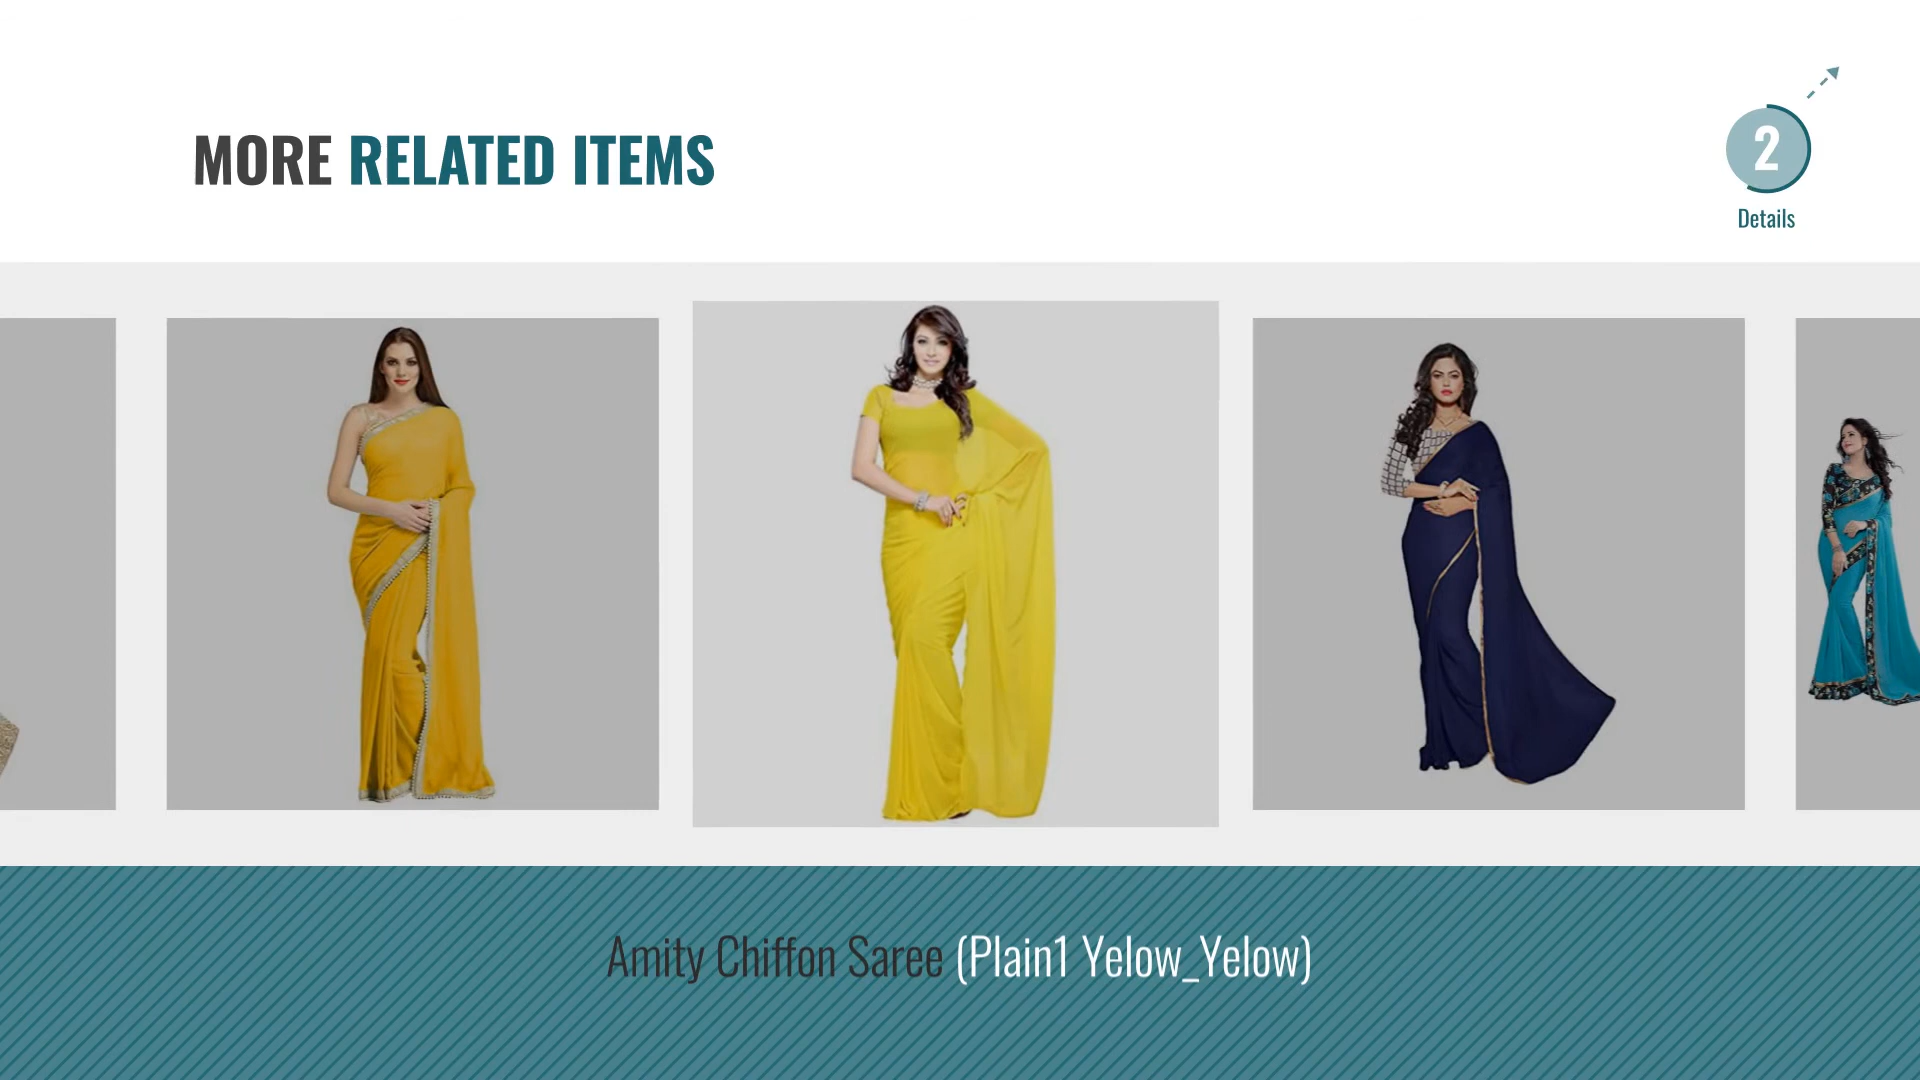 MORE RELATED ITEMS
2
Details
Amity Chiffon Saree (Plain1 Yelow_Yelow)